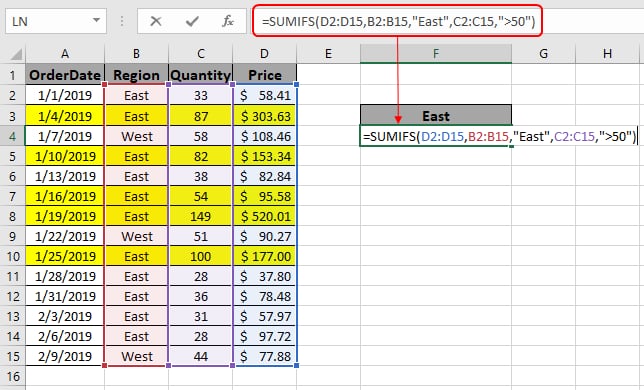 LN =SUMIFS(D2:D15,B2:B15,"East",C2:C15,">50")
A B C D E F G H
1 OrderDate Region Quantity Price
2 1/1/2019 East 33 $ 58.41
3 1/4/2019 East 87 $ 303.63 East
4 1/7/2019 West 58 $ 108.46 =SUMIFS(D2:D15,B2:B15,"East",C2:C15,">50")
5 1/10/2019 East 82 $ 153.34
6 1/13/2019 East 38 $ 82.84
7 1/16/2019 East 54 $ 95.58
8 1/19/2019 East 149 $ 520.01
9 1/22/2019 West 51 $ 90.27
10 1/25/2019 East 100 $ 177.00
11 1/28/2019 East 28 $ 37.80
12 1/31/2019 East 36 $ 78.48
13 2/3/2019 East 31 $ 57.97
14 2/6/2019 East 28 $ 97.72
15 2/9/2019 West 44 $ 77.88
16